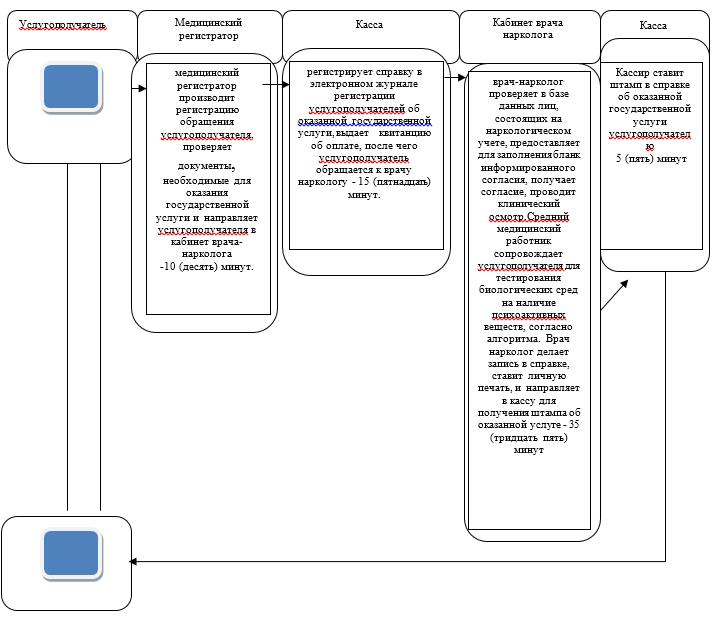 Услугополучатель
Медицинский
регистратор
Касса
Кабинет врача
нарколога
Касса
медицинский
регистратор
производит
регистрацию
обращения
услугополучателя,
проверяет
документы,
необходимые для
оказания
государственной
услуги и направляет
услугополучателя в
кабинет врача-
нарколога
-10 (десять) минут.
регистрирует справку в
электронном журнале
регистрации
услугополучателей об
оказанной государственной
услуги, выдает квитанцию
об оплате, после чего
услугополучатель
обращается к врачу
наркологу - 15 (пятнадцать)
минут.
врач-нарколог
проверяет в базе
данных лиц,
состоящих на
наркологическом
учете, предоставляет
для заполнения бланк
информированного
согласия, получает
согласие, проводит
клинический
осмотр.Средний
медицинский
работник
сопровождает
услугополучателя для
тестирования
биологических сред
на наличие
психоактивных
веществ, согласно
алгоритма. Врач
нарколог делает
запись в справке,
ставит личную
печать, и направляет
в кассу для
получения штампа об
оказанной услуге - 35
(тридцать пять)
минут
Кассир ставит
штамп в справке
об оказанной
государственной
услуги
услугополучател
ю
5 (пять) минут